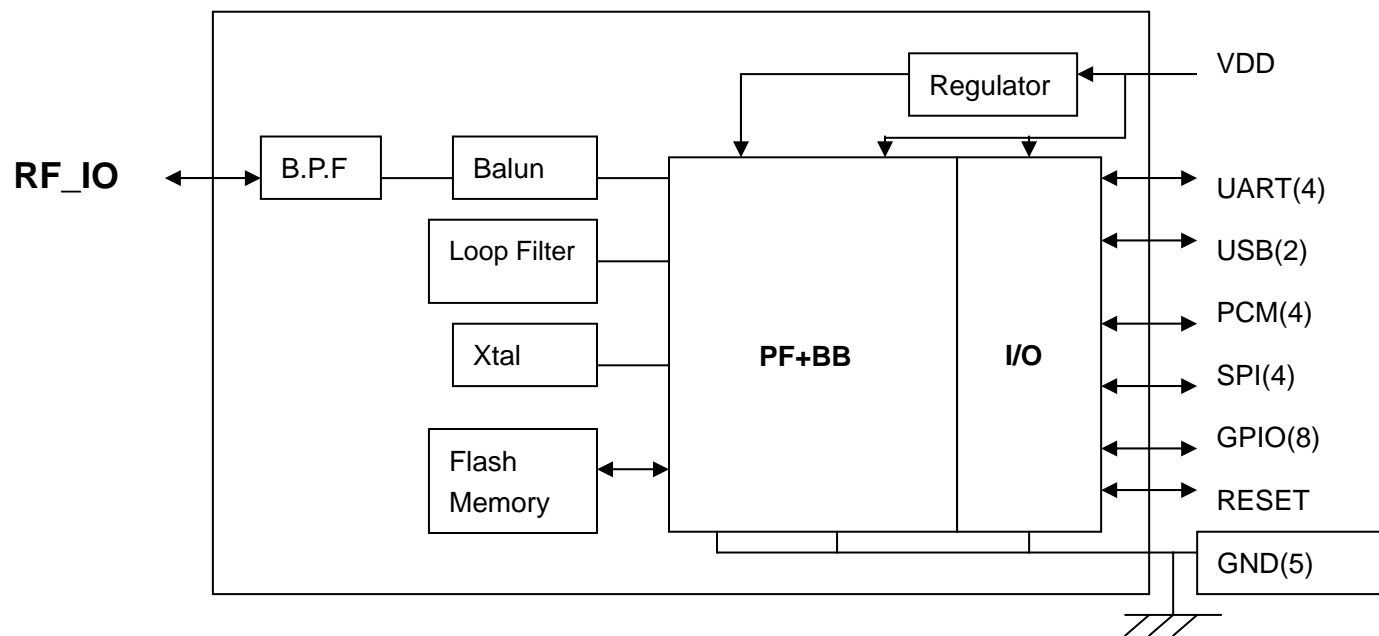 VDD
Regulator
RF_IO
B.P.F
Balun
UART(4)
Loop Filter
USB(2)
PCM(4)
Xtal
PF+BB
I/O
SPI(4)
GPIO(8)
Flash
Memory
RESET
GND(5)